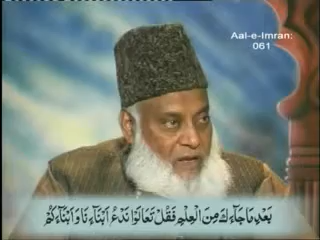 Aal-e-Imran:
061
بَعْدِ مَا جَاءَكَ مِنَ الْعِلْمِ فَقُلْ تَعَالَوْا نَدْعُ أَبْنَاءَنَا وَأَبْنَاءَكُمْ